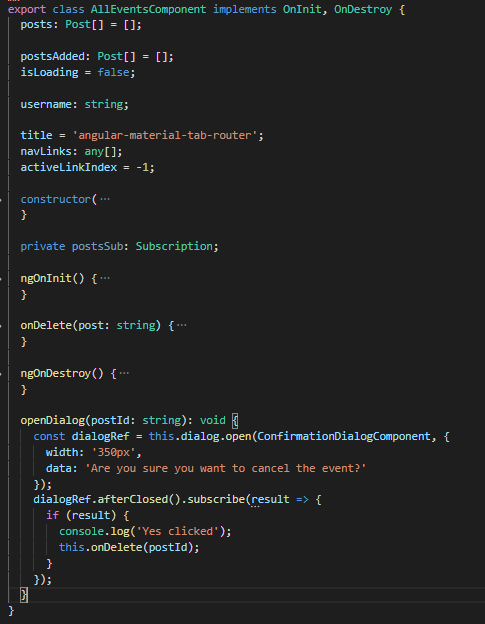 export class AllEventsComponent implements OnInit, OnDestroy {
posts: Post[] = [];
postsAdded: Post[] = [];
isLoading = false;
username: string;
title = 'angular-material-tab-router';
navLinks: any[];
activeLinkIndex = -1;
constructor(…
}
private postsSub: Subscription;
ngOnInit() {…
}
onDelete(post: string) {…
}
ngOnDestroy() {…
}
openDialog(postId: string): void {
const dialogRef = this.dialog.open(ConfirmationDialogComponent, {
width: '350px',
data: 'Are you sure you want to cancel the event?'
});
dialogRef.afterClosed().subscribe(result => {
if (result) {
console.log('Yes clicked');
this.onDelete(postId);
}
});
}
}